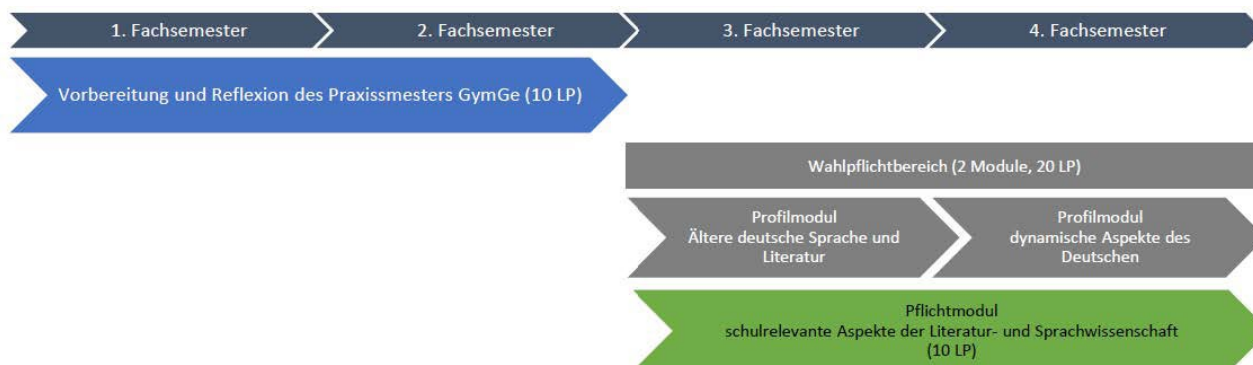 1. Fachsemester
2. Fachsemester
3. Fachsemester
4. Fachsemester
Vorbereitung und Reflexion des Praxissmesters GymGe (10 LP)
Wahlpflichtbereich (2 Module, 20 LP)
Profilmodul
Ältere deutsche Sprache und
Literatur
Profilmodul
dynamische Aspekte des
Deutschen
Pflichtmodul
schulrelevante Aspekte der Literatur- und Sprachwissenschaft
(10 LP)